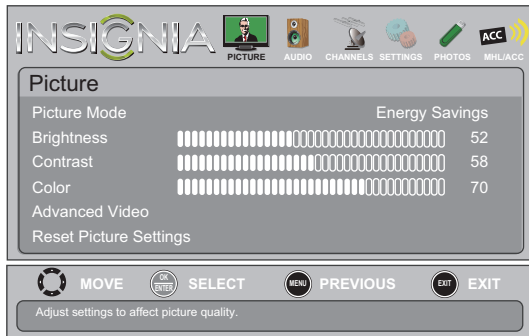 INSIGNIA
PICTURE AUDIO CHANNELS SETTINGS PHOTOS MHL/ACC
ACC
Picture
Picture Mode Energy Savings
Brightness 52
Contrast 58
Color 70
Advanced Video
Reset Picture Settings
MOVE OK ENTER SELECT MENU PREVIOUS EXIT EXIT
Adjust settings to affect picture quality.